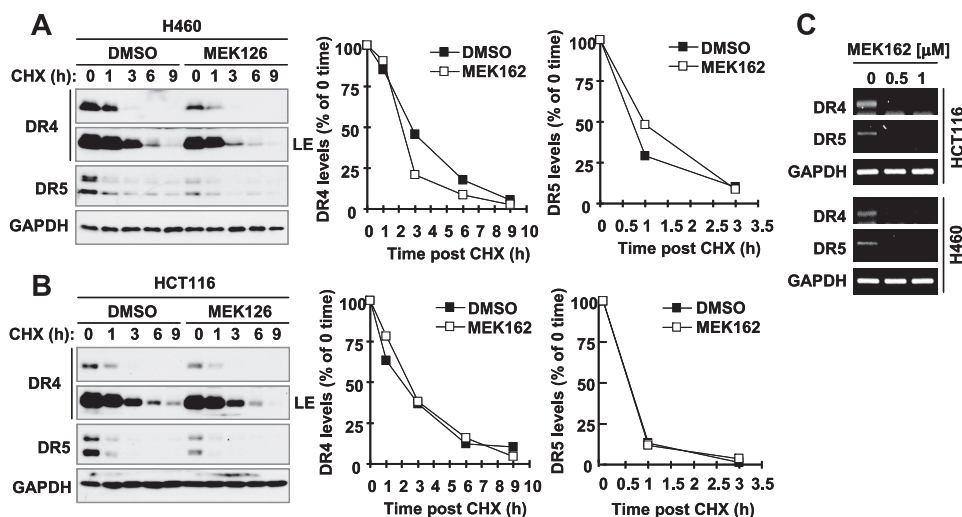 A
H460
DMSO MEK126
CHX (h): 0 1 3 6 9 0 1 3 6 9
DR4
LE
DR5
GAPDH
DR4 levels (% of 0 time)
100
75
50
25
0
DMSO
MEK162
0 1 2 3 4 5 6 7 8 9 10
Time post CHX (h)
DR5 levels (% of 0 time)
100
75
50
25
0
DMSO
MEK162
0 0.5 1 1.5 2 2.5 3 3.5
Time post CHX (h)
B
HCT116
DMSO MEK126
CHX (h): 0 1 3 6 9 0 1 3 6 9
DR4
LE
DR5
GAPDH
DR4 levels (% of 0 time)
100
75
50
25
0
DMSO
MEK162
0 1 2 3 4 5 6 7 8 9 10
Time post CHX (h)
DR5 levels (% of 0 time)
100
75
50
25
0
DMSO
MEK162
0 0.5 1 1.5 2 2.5 3 3.5
Time post CHX (h)
C
MEK162 [µM]
0 0.5 1
DR4
DR5
GAPDH
HCT116
DR4
DR5
GAPDH
H460